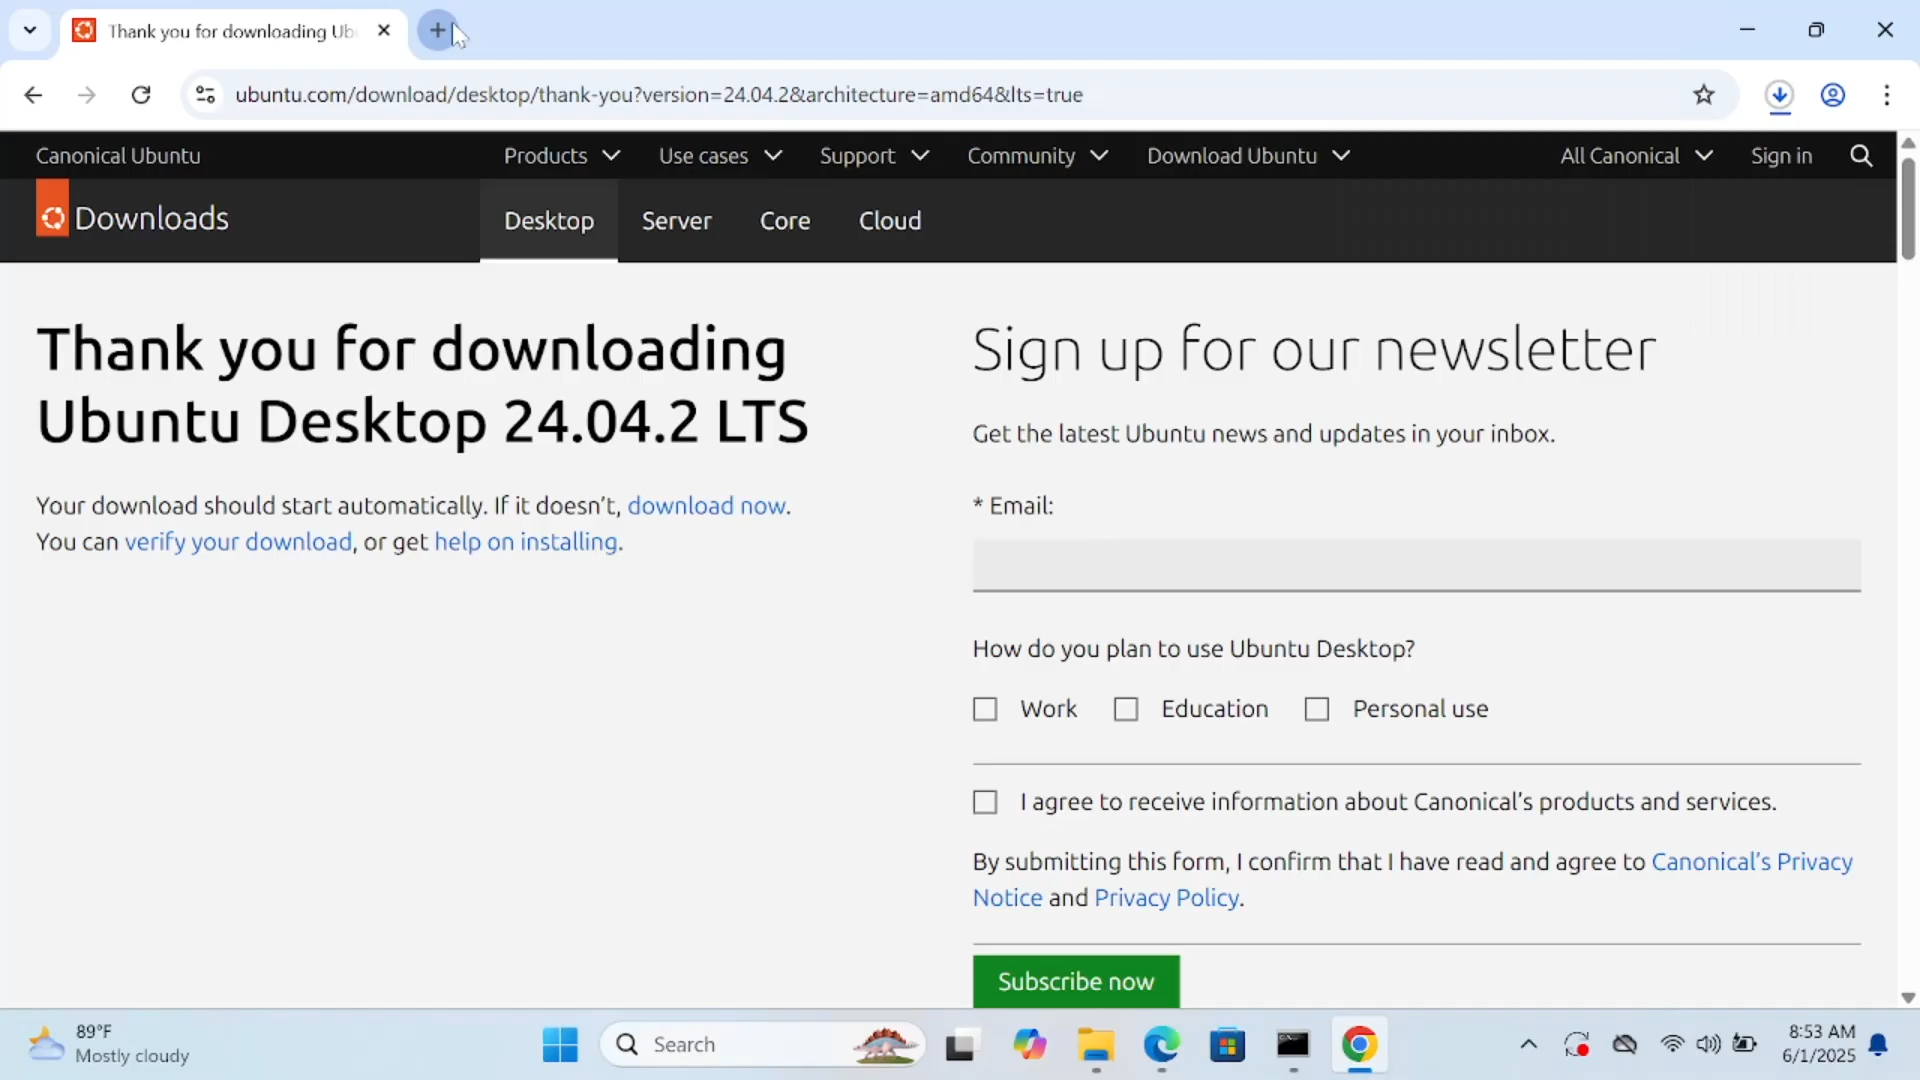 Thank you for downloading Ub
ubuntu.com/download/desktop/thank-you?version=24.04.2&architecture=amd64&lts=true
Canonical Ubuntu Products Use cases Support Community Download Ubuntu All Canonical Sign in
Downloads Desktop Server Core Cloud
Thank you for downloading
Ubuntu Desktop 24.04.2 LTS
Your download should start automatically. If it doesn’t, download now.
You can verify your download, or get help on installing.
Sign up for our newsletter
Get the latest Ubuntu news and updates in your inbox.
* Email:
How do you plan to use Ubuntu Desktop?
Work Education Personal use
I agree to receive information about Canonical’s products and services.
By submitting this form, I confirm that I have read and agree to Canonical’s Privacy
Notice and Privacy Policy.
Subscribe now
89°F
Mostly cloudy
Search
8:53 AM
6/1/2025